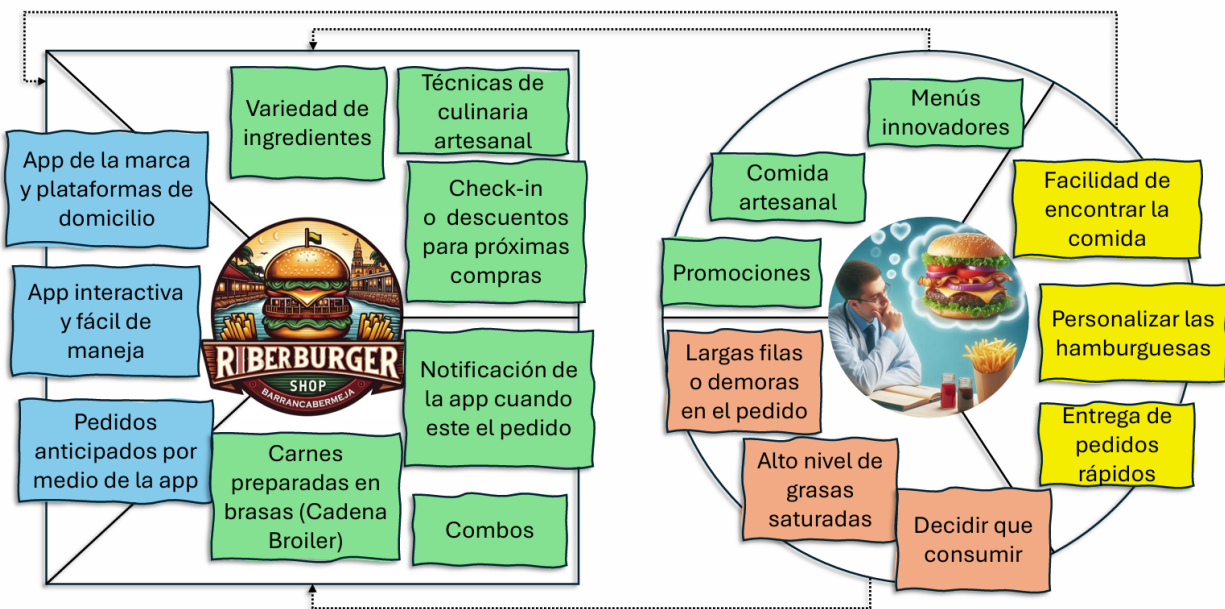 App de la marca
y plataformas de
domicilio
App interactiva
y fácil de
maneja
Pedidos
anticipados por
medio de la app
Variedad de
ingredientes
Técnicas de
culinaria
artesanal
Check-in
o descuentos
para próximas
compras
RIBERBURGER
SHOP
BARRANCABERMEJA
Notificación de
la app cuando
este el pedido
Carnes
preparadas en
brasas (Cadena
Broiler)
Combos
Menús
innovadores
Comida
artesanal
Promociones
Facilidad de
encontrar la
comida
Personalizar las
hamburguesas
Entrega de
pedidos
rápidos
Largas filas
o demoras
en el pedido
Alto nivel de
grasas
saturadas
Decidir que
consumir